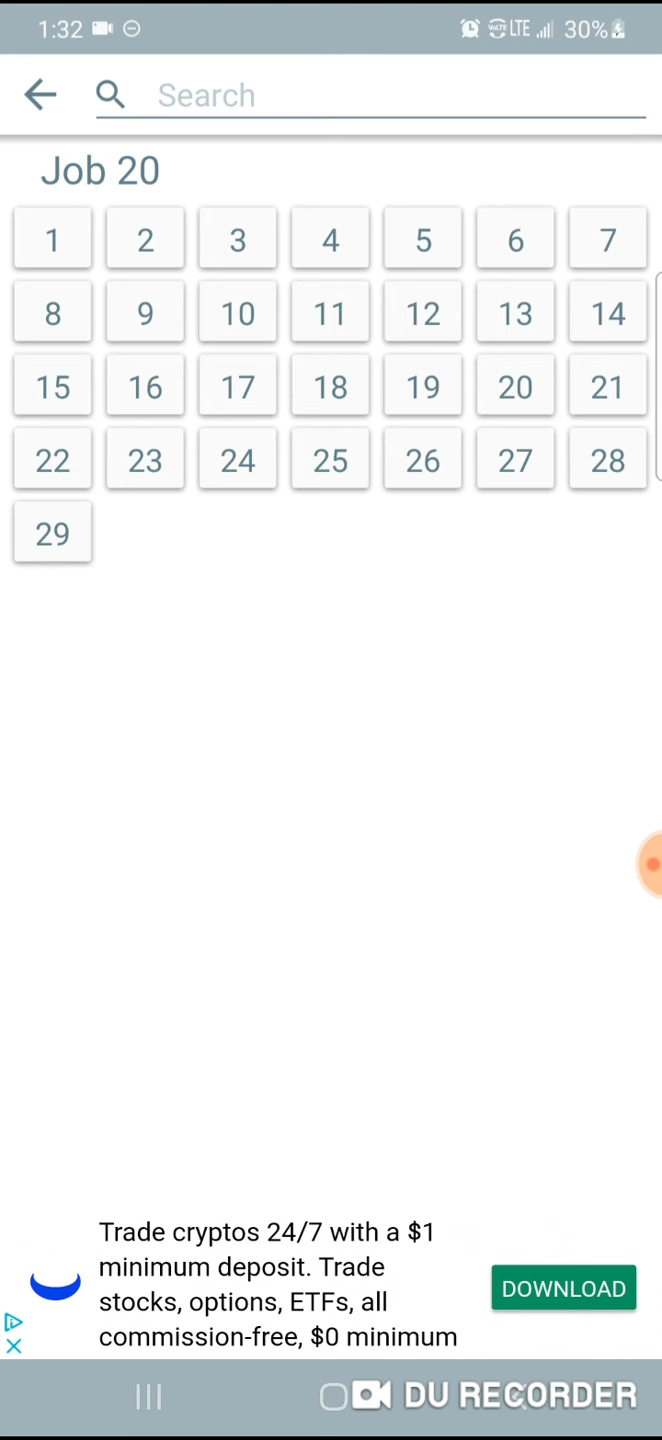 1:32 LTE 30%
Search
Job 20
1 2 3 4 5 6 7
8 9 10 11 12 13 14
15 16 17 18 19 20 21
22 23 24 25 26 27 28
29
Trade cryptos 24/7 with a $1
minimum deposit. Trade
stocks, options, ETFs, all
commission-free, $0 minimum
DOWNLOAD
DU RECORDER